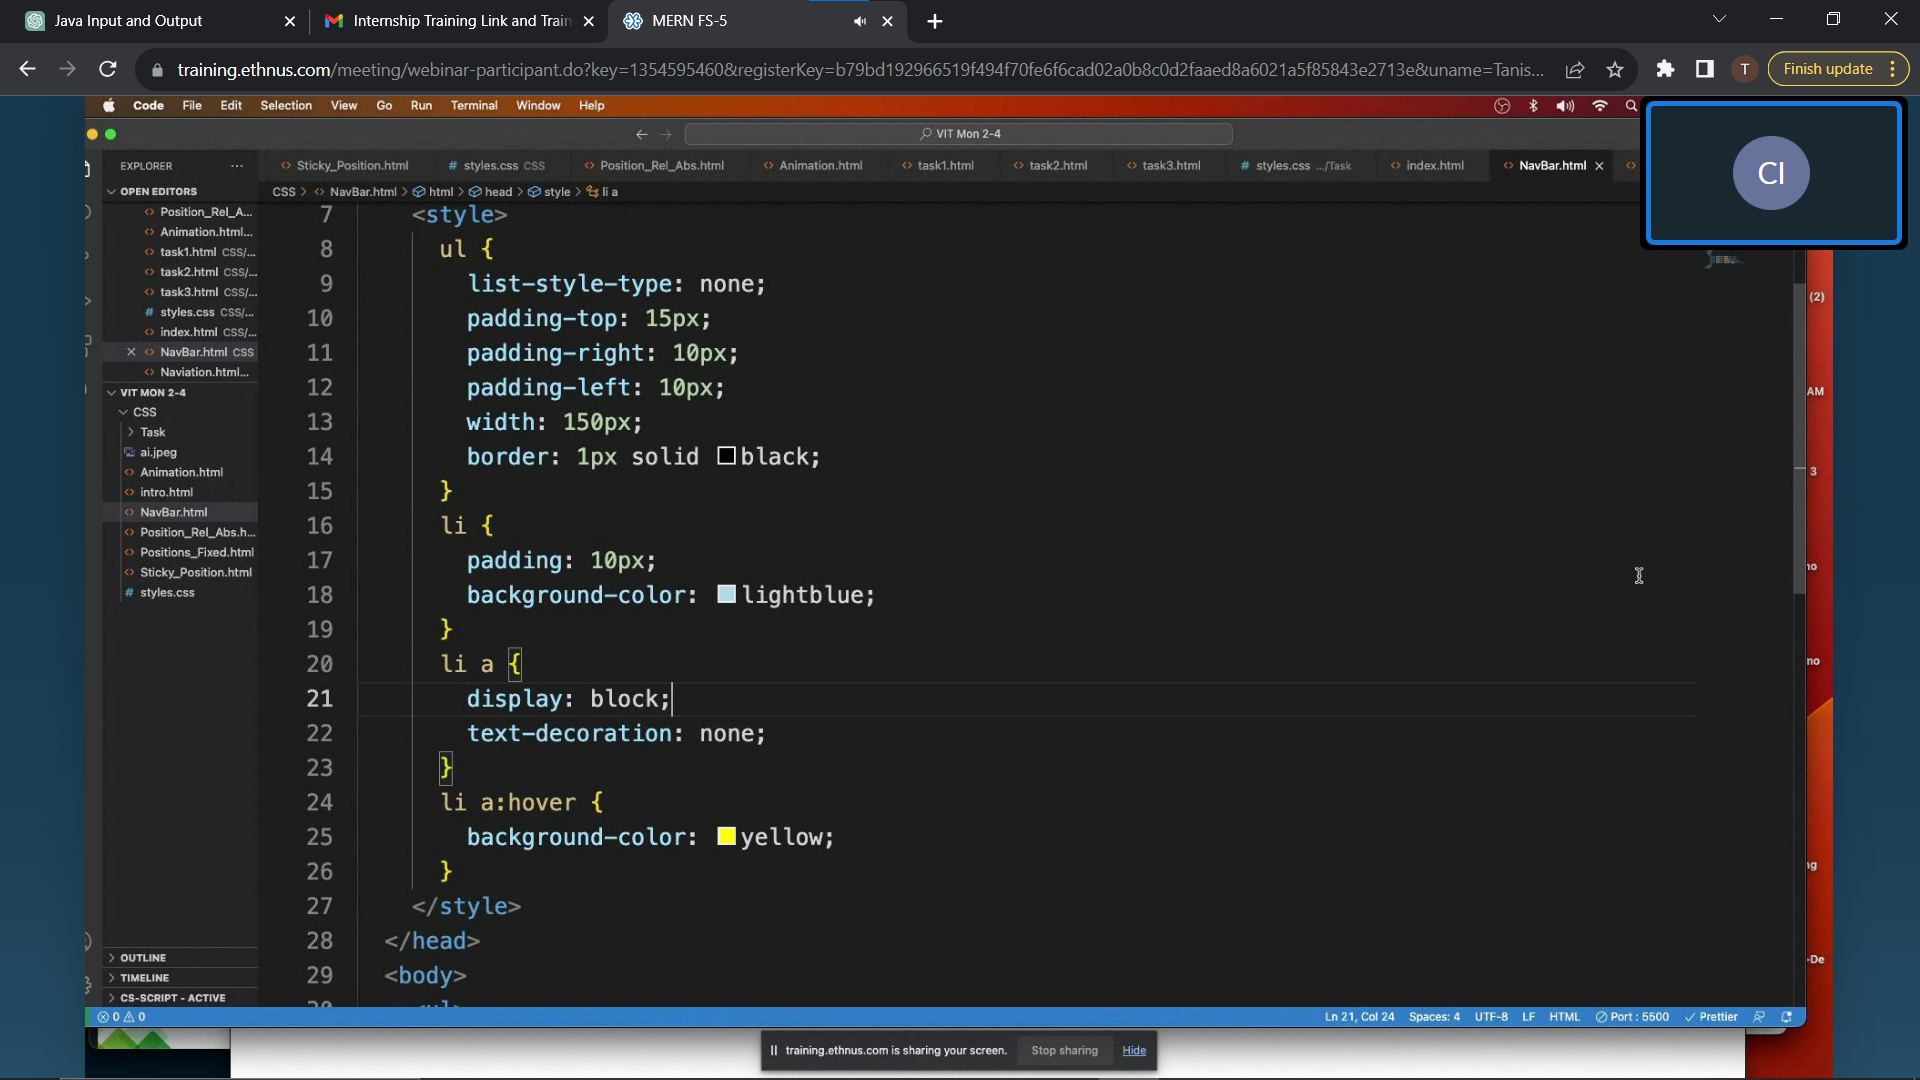 Java Input and Output
Internship Training Link and Train
MERN FS-5
training.ethnus.com/meeting/webinar-participant.do?key=1354595460&registerKey=b79bd192966519f494f70fe6f6cad02a0b8c0d2faaed8a6021a5f85843e2713e&uname=Tanis...
T
Finish update
Code File Edit Selection View Go Run Terminal Window Help
VIT Mon 2-4
CI
EXPLORER ...
Sticky_Position.html
styles.css CSS
Position_Rel_Abs.html
Animation.html
task1.html
task2.html
task3.html
styles.css .../Task
index.html
NavBar.html
CSS > NavBar.html > html > head > style > li a
OPEN EDITORS
Position_Rel_A...
Animation.html...
task1.html CSS/...
task2.html CSS/...
task3.html CSS/...
styles.css CSS/...
index.html CSS/...
NavBar.html CSS
Naviation.html...
VIT MON 2-4
CSS
Task
ai.jpeg
Animation.html
intro.html
NavBar.html
Position_Rel_Abs.h...
Positions_Fixed.html
Sticky_Position.html
styles.css
OUTLINE
TIMELINE
CS-SCRIPT - ACTIVE
7 <style>
8 ul {
9 list-style-type: none;
10 padding-top: 15px;
11 padding-right: 10px;
12 padding-left: 10px;
13 width: 150px;
14 border: 1px solid black;
15 }
16 li {
17 padding: 10px;
18 background-color: lightblue;
19 }
20 li a {
21 display: block;
22 text-decoration: none;
23 }
24 li a:hover {
25 background-color: yellow;
26 }
27 </style>
28 </head>
29 <body>
(2)
AM
3
no
mo
ng
-De
0 0
Ln 21, Col 24 Spaces: 4 UTF-8 LF HTML Port : 5500 Prettier
training.ethnus.com is sharing your screen. Stop sharing Hide